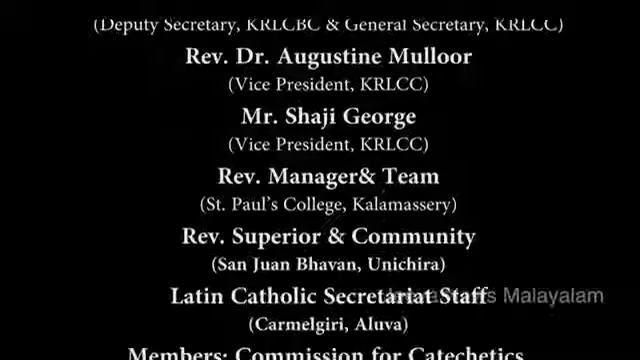 (Deputy Secretary, KRLCBC & General Secretary, KRLCC)
Rev. Dr. Augustine Mulloor
(Vice President, KRLCC)
Mr. Shaji George
(Vice President, KRLCC)
Rev. Manager& Team
(St. Paul's College, Kalamassery)
Rev. Superior & Community
(San Juan Bhavan, Unichira)
Latin Catholic Secretariat Staff
Malayalam
(Carmelgiri, Aluva)
Members: Commission for Catechetics